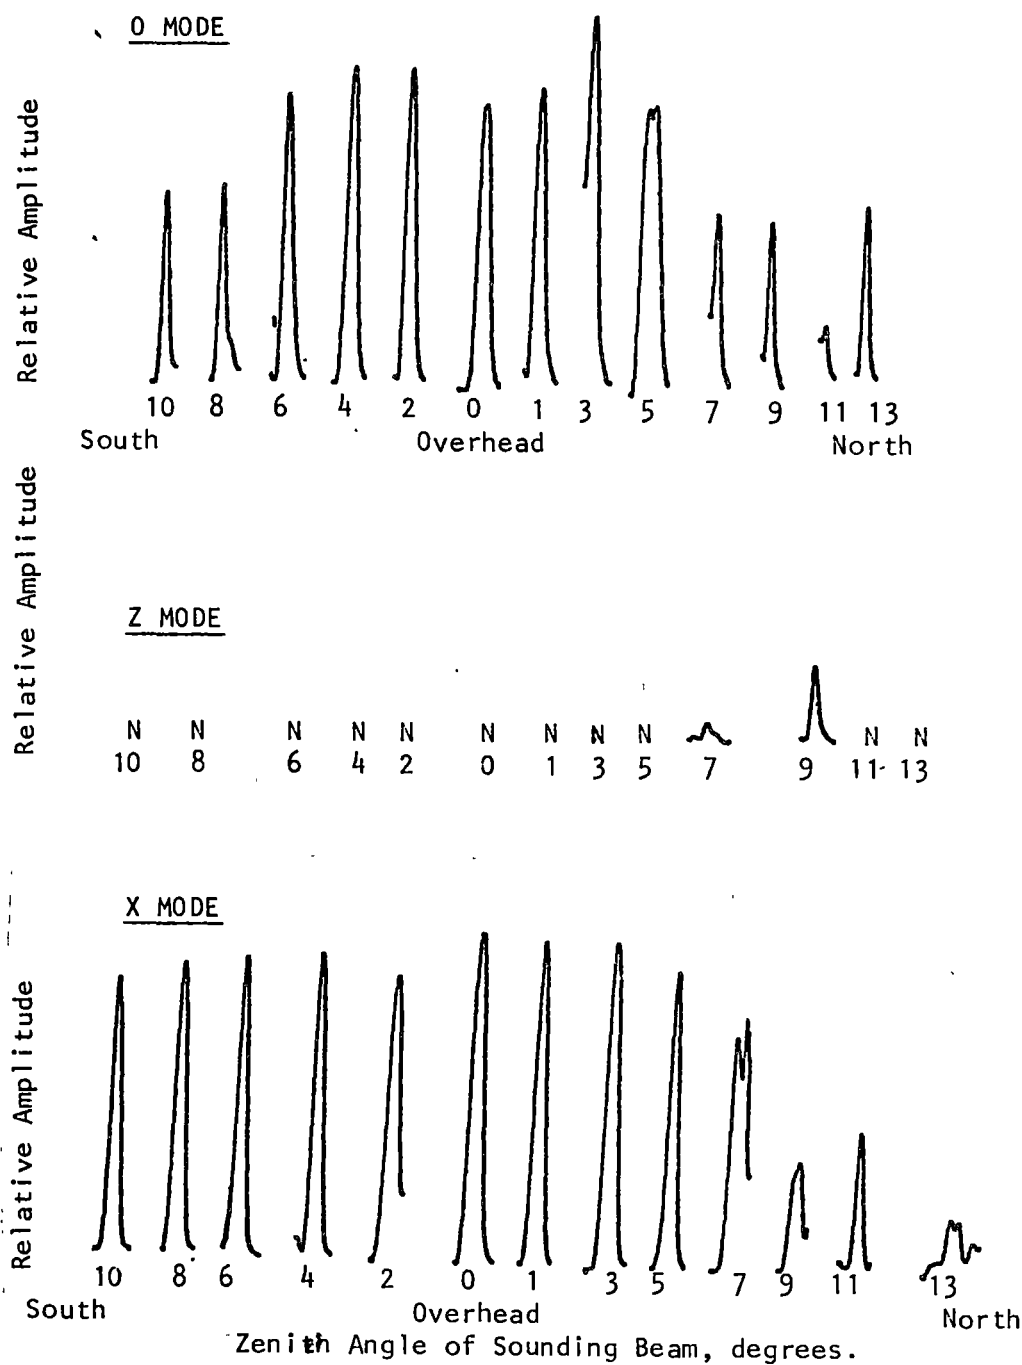 O MODE
Relative Amplitude
10 8 6 4 2 0 1 3 5 7 9 11 13
South Overhead North
Relative Amplitude
Z MODE
N N N N N N N N N N N
10 8 6 4 2 0 1 3 5 7 9 11 13
X MODE
Relative Amplitude
10 8 6 4 2 0 1 3 5 7 9 11 13
South Overhead North
Zenith Angle of Sounding Beam, degrees.